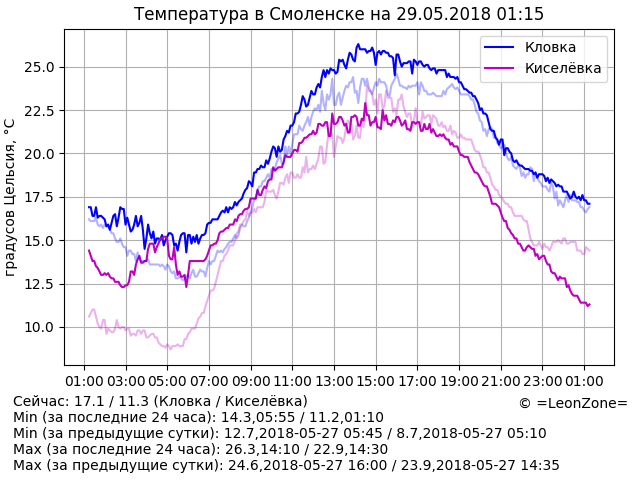 Температура в Смоленске на 29.05.2018 01:15
Кловка
Киселёвка
градусов Цельсия, °C
25.0
22.5
20.0
17.5
15.0
12.5
10.0
01:00 03:00 05:00 07:00 09:00 11:00 13:00 15:00 17:00 19:00 21:00 23:00 01:00
Сейчас: 17.1 / 11.3 (Кловка / Киселёвка)
© =LeonZone=
Min (за последние 24 часа): 14.3,05:55 / 11.2,01:10
Min (за предыдущие сутки): 12.7,2018-05-27 05:45 / 8.7,2018-05-27 05:10
Max (за последние 24 часа): 26.3,14:10 / 22.9,14:30
Max (за предыдущие сутки): 24.6,2018-05-27 16:00 / 23.9,2018-05-27 14:35